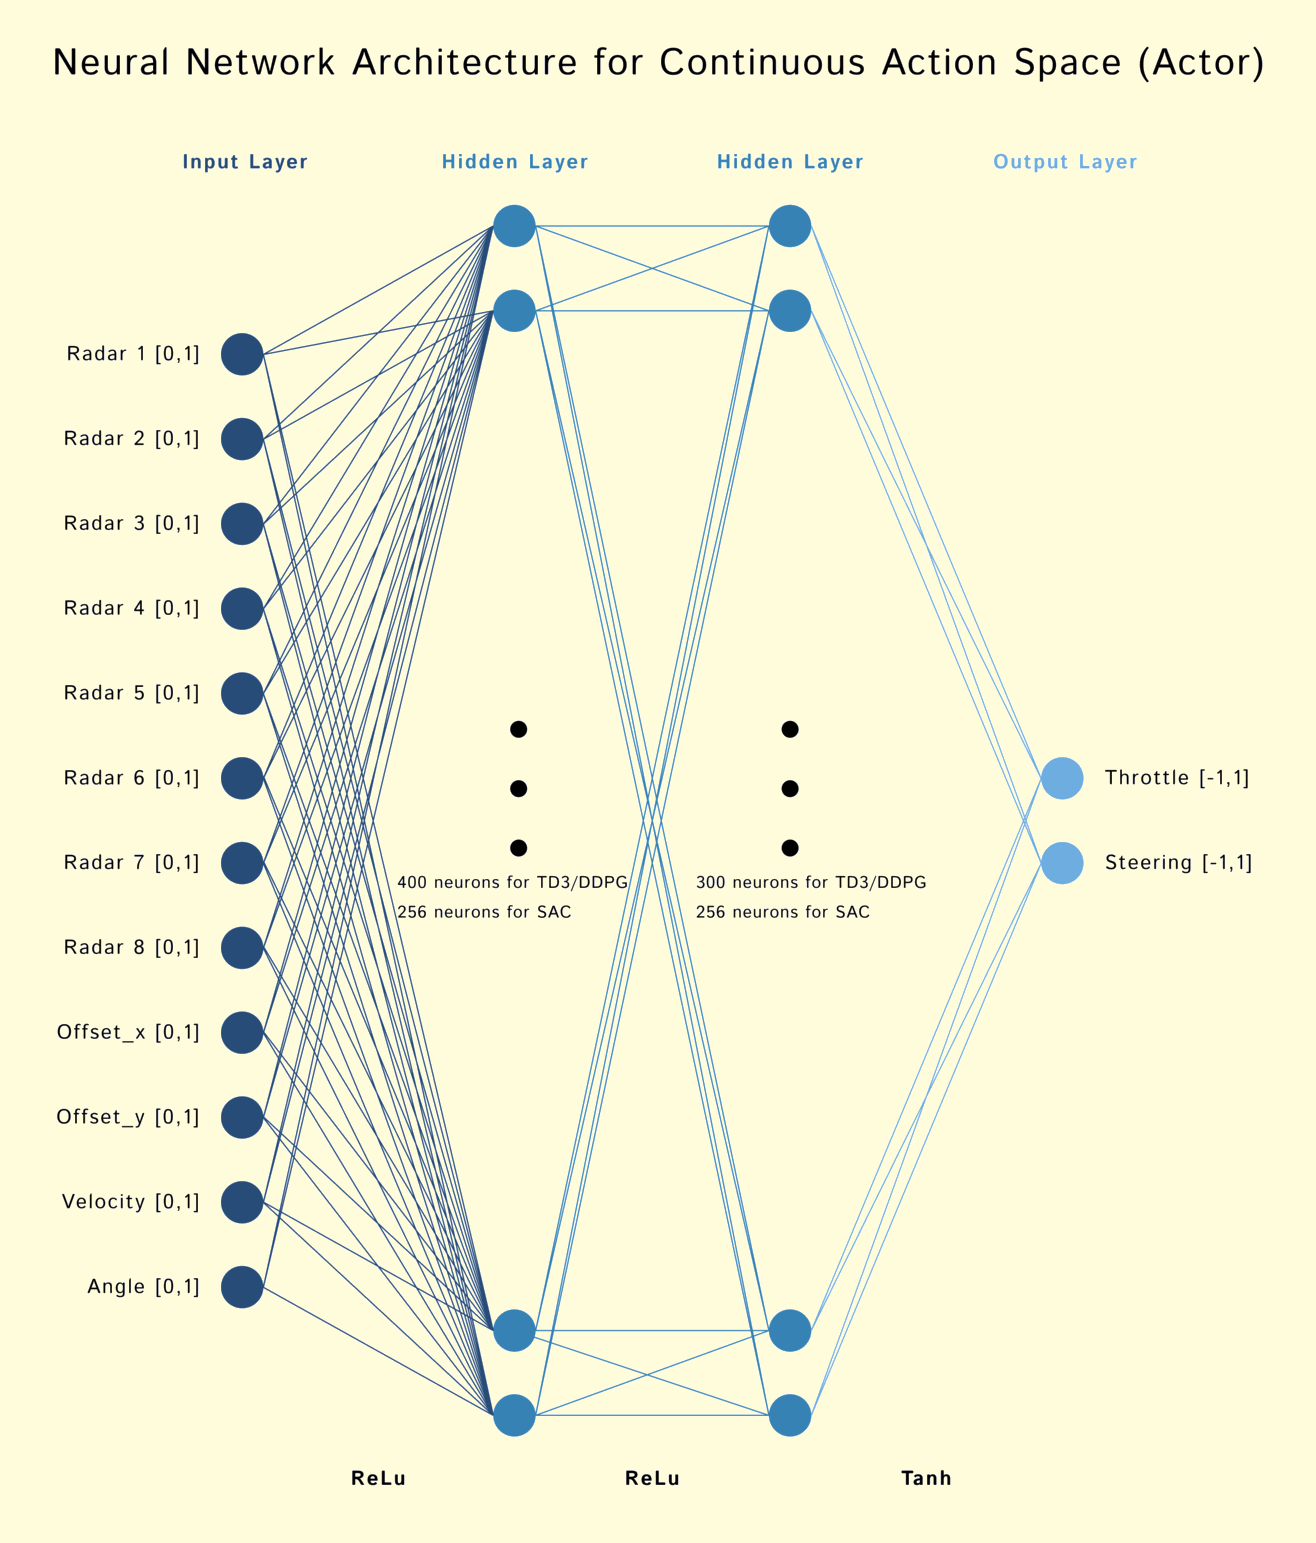 Neural Network Architecture for Continuous Action Space (Actor)
Input Layer
Hidden Layer
Hidden Layer
Output Layer
Radar 1 [0,1]
Radar 2 [0,1]
Radar 3 [0,1]
Radar 4 [0,1]
Radar 5 [0,1]
Radar 6 [0,1]
Radar 7 [0,1]
Radar 8 [0,1]
Offset_x [0,1]
Offset_y [0,1]
Velocity [0,1]
Angle [0,1]
400 neurons for TD3/DDPG
256 neurons for SAC
300 neurons for TD3/DDPG
256 neurons for SAC
Throttle [-1,1]
Steering [-1,1]
ReLu
ReLu
Tanh